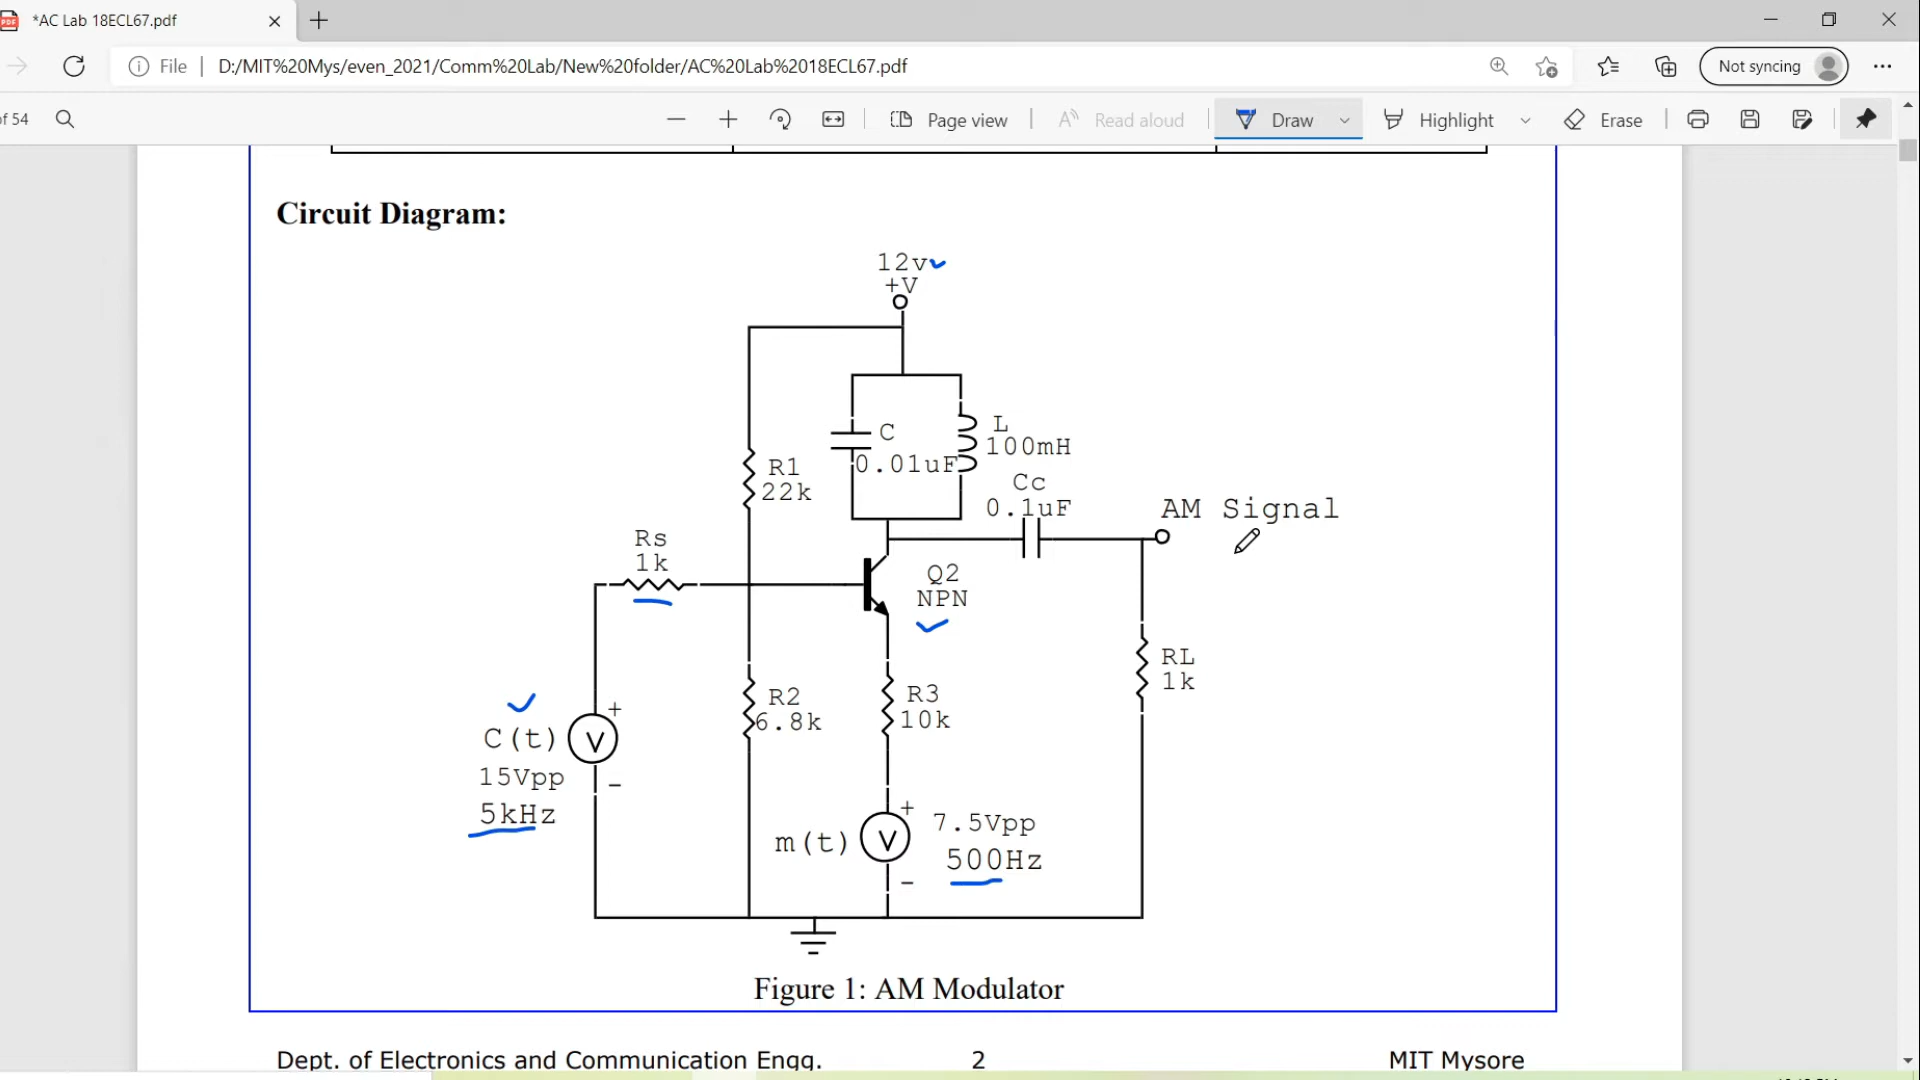 *AC Lab 18ECL67.pdf
File | D:/MIT%20Mys/even_2021/Comm%20Lab/New%20folder/AC%20Lab%2018ECL67.pdf
Not syncing
of 54
Page view
Read aloud
Draw
Highlight
Erase
Circuit Diagram:
12v
+V
C
0.01uF
L
100mH
R1
22k
Cc
0.1uF
AM Signal
Rs
1k
Q2
NPN
RL
1k
R2
6.8k
R3
10k
+
C(t)
V
15Vpp
-
5kHz
+
m(t)
V
7.5Vpp
500Hz
-
Figure 1: AM Modulator
Dept. of Electronics and Communication Engg.
2
MIT Mysore